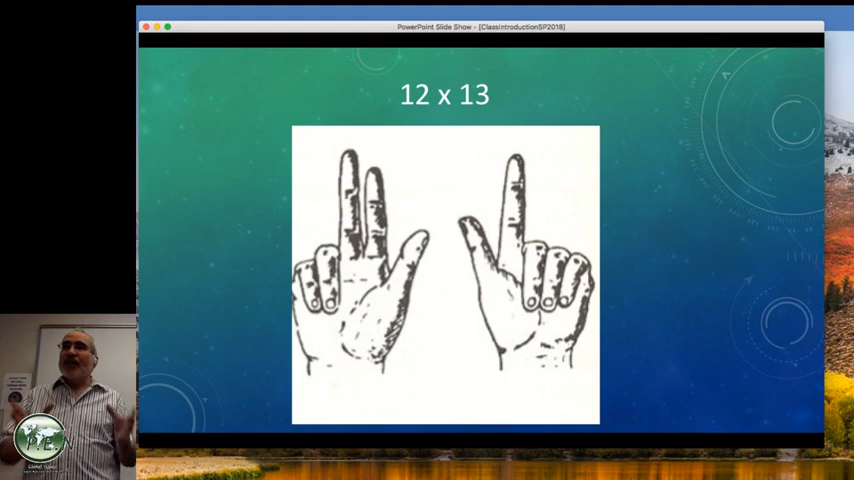 PowerPoint Slide Show - [ClassIntroductionSP2018]
12 x 13
P.E.